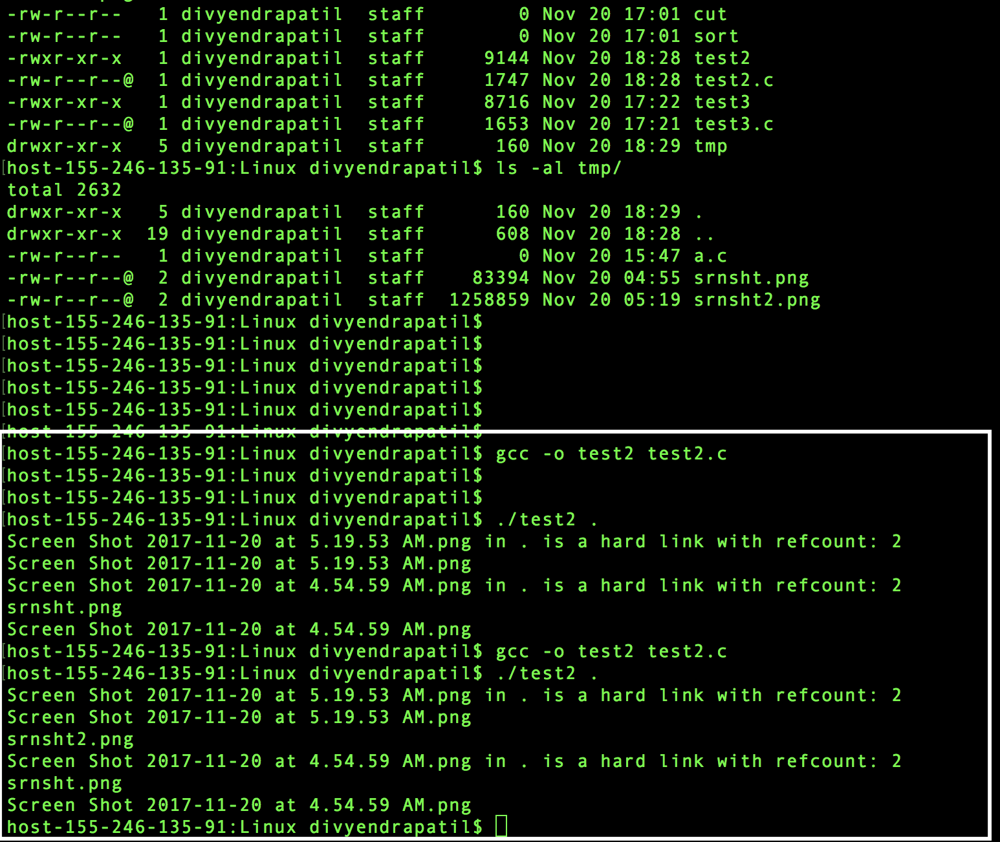 -rw-r--r--   1 divyendrapatil  staff        0 Nov 20 17:01 cut
-rw-r--r--   1 divyendrapatil  staff        0 Nov 20 17:01 sort
-rwxr-xr-x   1 divyendrapatil  staff     9144 Nov 20 18:28 test2
-rw-r--r--@  1 divyendrapatil  staff     1747 Nov 20 18:28 test2.c
-rwxr-xr-x   1 divyendrapatil  staff     8716 Nov 20 17:22 test3
-rw-r--r--@  1 divyendrapatil  staff     1653 Nov 20 17:21 test3.c
drwxr-xr-x   5 divyendrapatil  staff      160 Nov 20 18:29 tmp
[host-155-246-135-91:Linux divyendrapatil$ ls -al tmp/
total 2632
drwxr-xr-x   5 divyendrapatil  staff      160 Nov 20 18:29 .
drwxr-xr-x  19 divyendrapatil  staff      608 Nov 20 18:28 ..
-rw-r--r--   1 divyendrapatil  staff        0 Nov 20 15:47 a.c
-rw-r--r--@  2 divyendrapatil  staff    83394 Nov 20 04:55 srnsht.png
-rw-r--r--@  2 divyendrapatil  staff  1258859 Nov 20 05:19 srnsht2.png
[host-155-246-135-91:Linux divyendrapatil$
[host-155-246-135-91:Linux divyendrapatil$
[host-155-246-135-91:Linux divyendrapatil$
[host-155-246-135-91:Linux divyendrapatil$
[host-155-246-135-91:Linux divyendrapatil$
[host-155-246-135-91:Linux divyendrapatil$
[host-155-246-135-91:Linux divyendrapatil$ gcc -o test2 test2.c
[host-155-246-135-91:Linux divyendrapatil$
[host-155-246-135-91:Linux divyendrapatil$
[host-155-246-135-91:Linux divyendrapatil$ ./test2 .
Screen Shot 2017-11-20 at 5.19.53 AM.png in . is a hard link with refcount: 2
Screen Shot 2017-11-20 at 5.19.53 AM.png
Screen Shot 2017-11-20 at 4.54.59 AM.png in . is a hard link with refcount: 2
srnsht.png
Screen Shot 2017-11-20 at 4.54.59 AM.png
[host-155-246-135-91:Linux divyendrapatil$ gcc -o test2 test2.c
[host-155-246-135-91:Linux divyendrapatil$ ./test2 .
Screen Shot 2017-11-20 at 5.19.53 AM.png in . is a hard link with refcount: 2
Screen Shot 2017-11-20 at 5.19.53 AM.png
srnsht2.png
Screen Shot 2017-11-20 at 4.54.59 AM.png in . is a hard link with refcount: 2
srnsht.png
Screen Shot 2017-11-20 at 4.54.59 AM.png
host-155-246-135-91:Linux divyendrapatil$